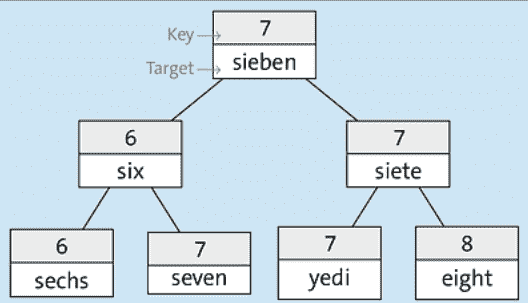 Key → 7
Target → sieben
6
six
7
siete
6
sechs
7
seven
7
yedi
8
eight